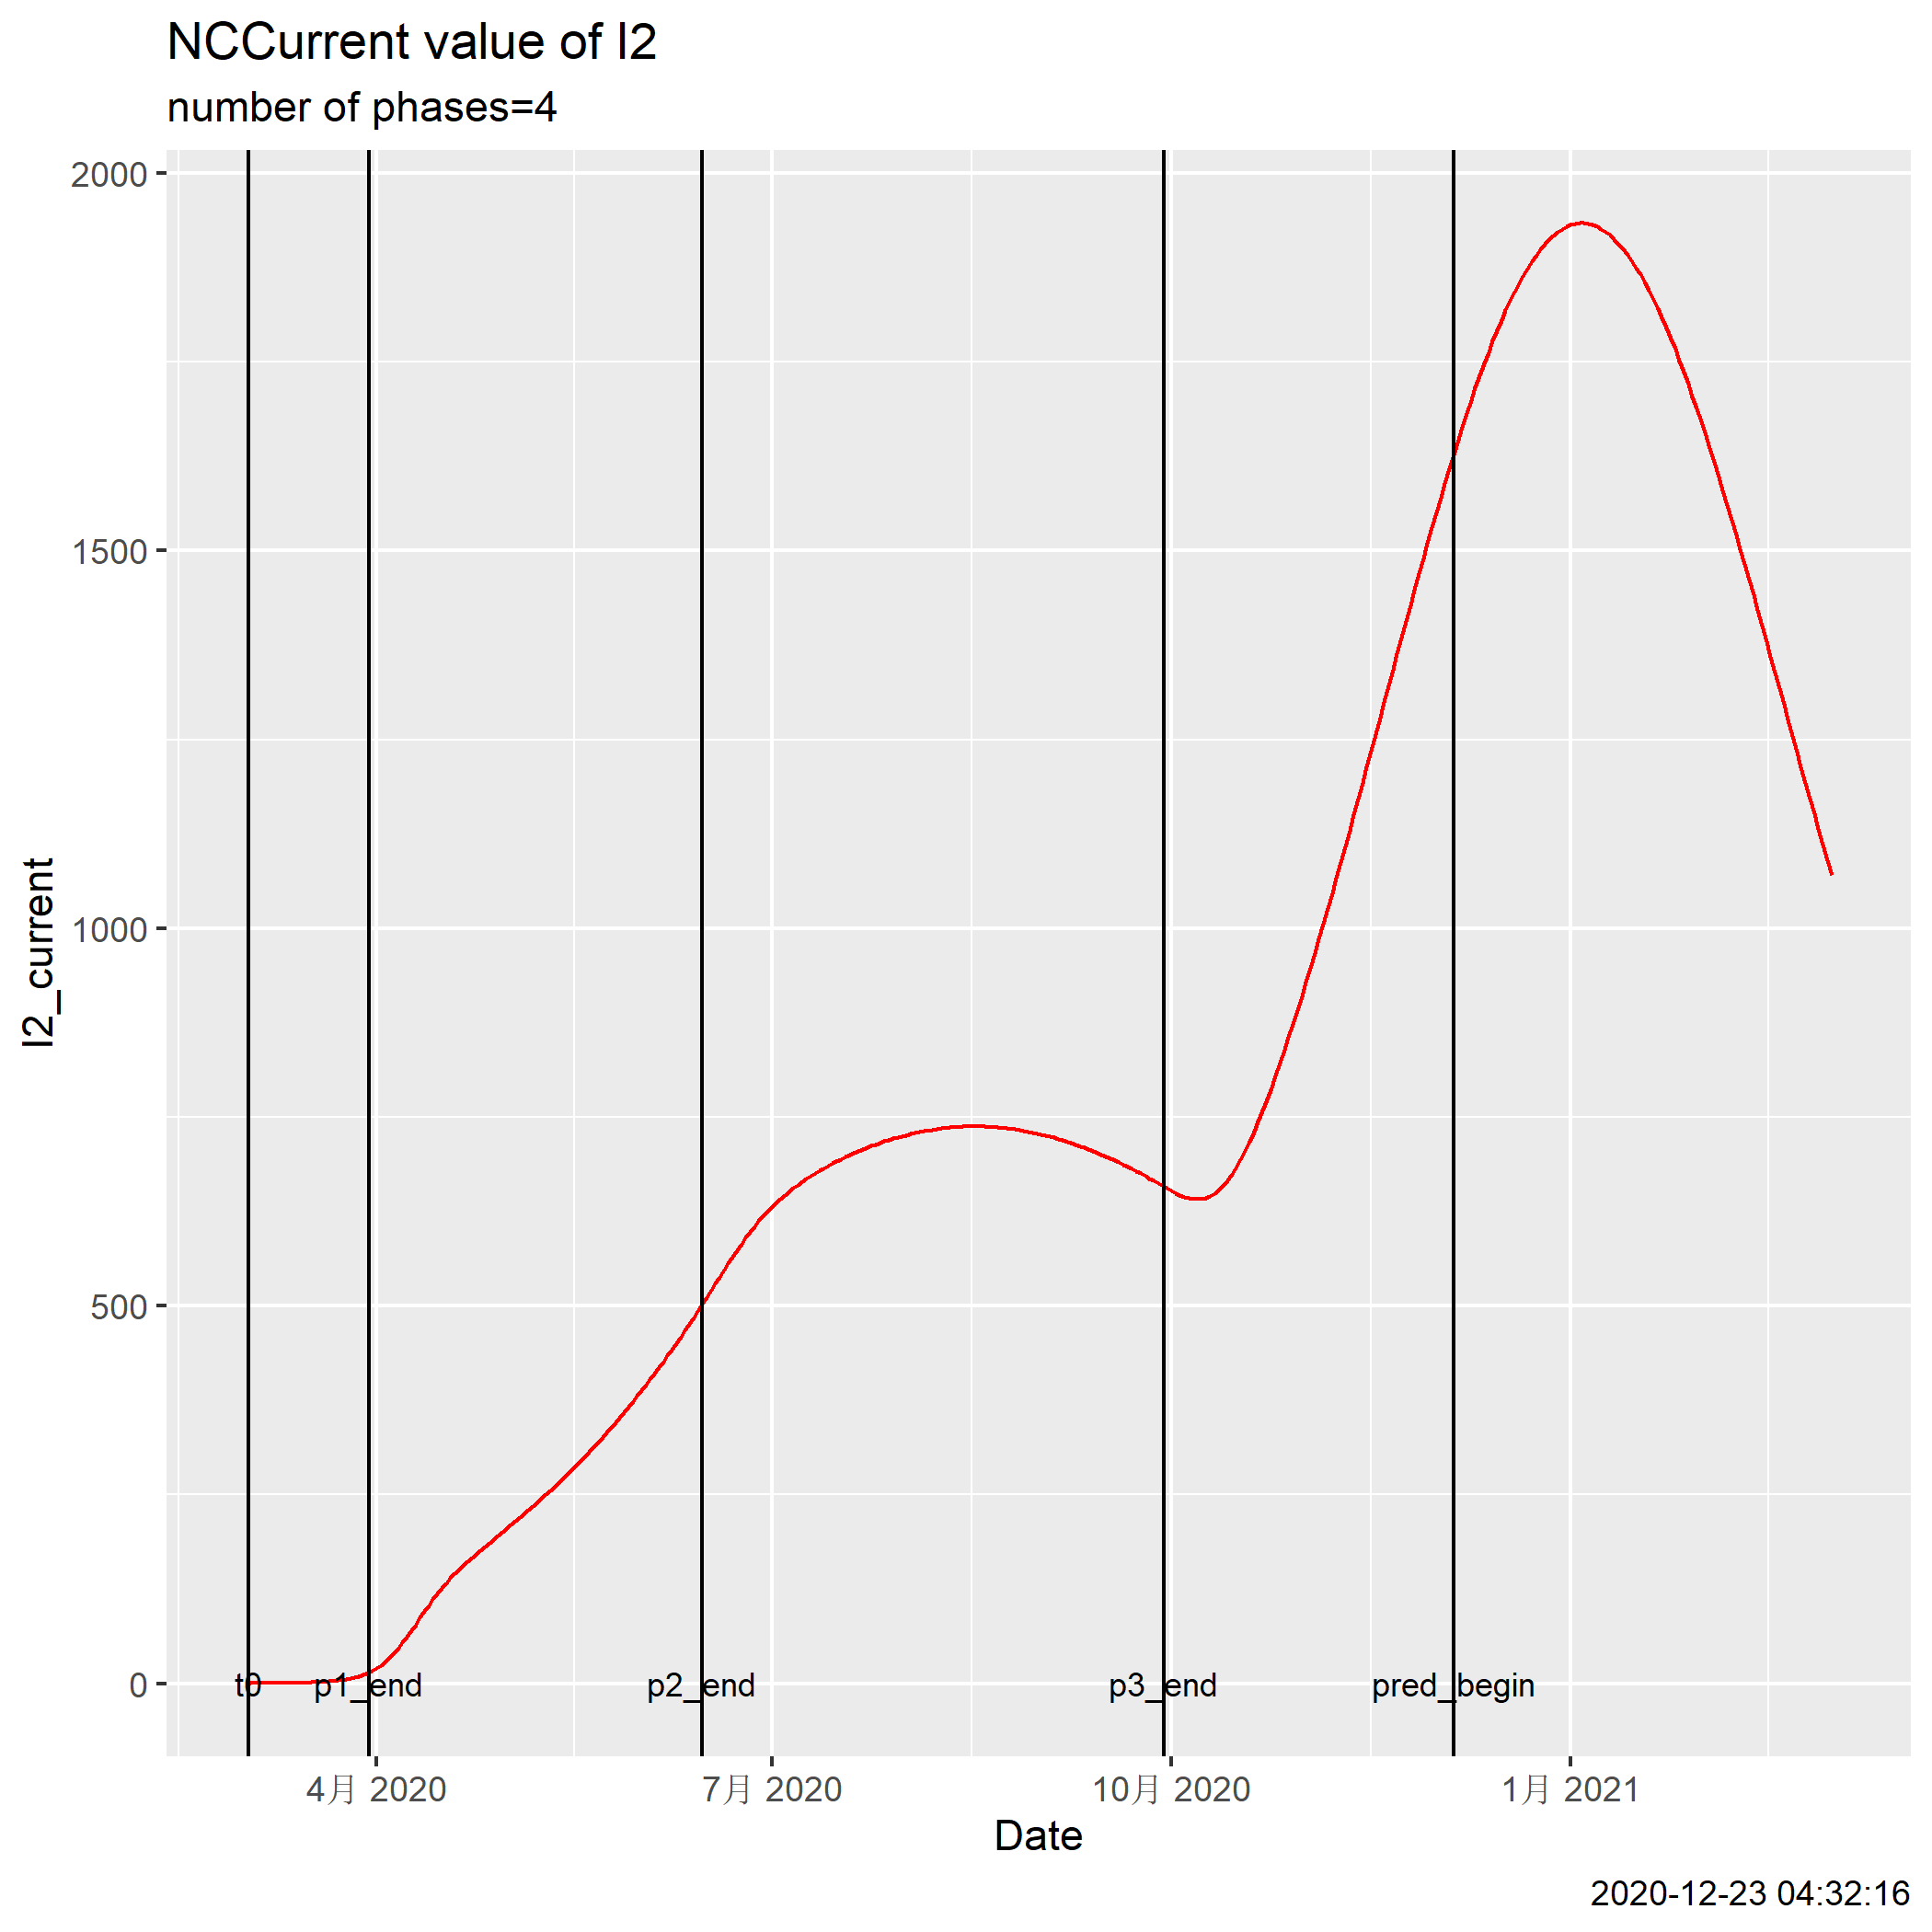 NCCurrent value of I2
number of phases=4
2000
1500
1000
500
0
I2_current
t0 p1_end p2_end p3_end pred_begin
4月 2020 7月 2020 10月 2020 1月 2021
Date
2020-12-23 04:32:16